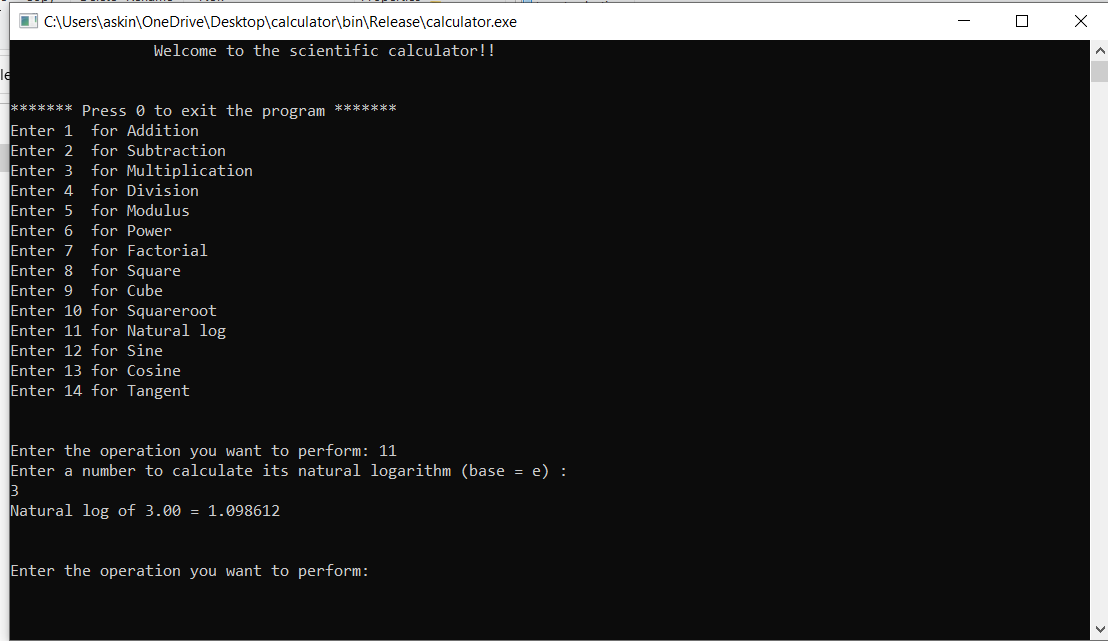 C:\Users\askin\OneDrive\Desktop\calculator\bin\Release\calculator.exe
Welcome to the scientific calculator!!
******* Press 0 to exit the program *******
Enter 1  for Addition
Enter 2  for Subtraction
Enter 3  for Multiplication
Enter 4  for Division
Enter 5  for Modulus
Enter 6  for Power
Enter 7  for Factorial
Enter 8  for Square
Enter 9  for Cube
Enter 10 for Squareroot
Enter 11 for Natural log
Enter 12 for Sine
Enter 13 for Cosine
Enter 14 for Tangent
Enter the operation you want to perform: 11
Enter a number to calculate its natural logarithm (base = e) :
3
Natural log of 3.00 = 1.098612
Enter the operation you want to perform: